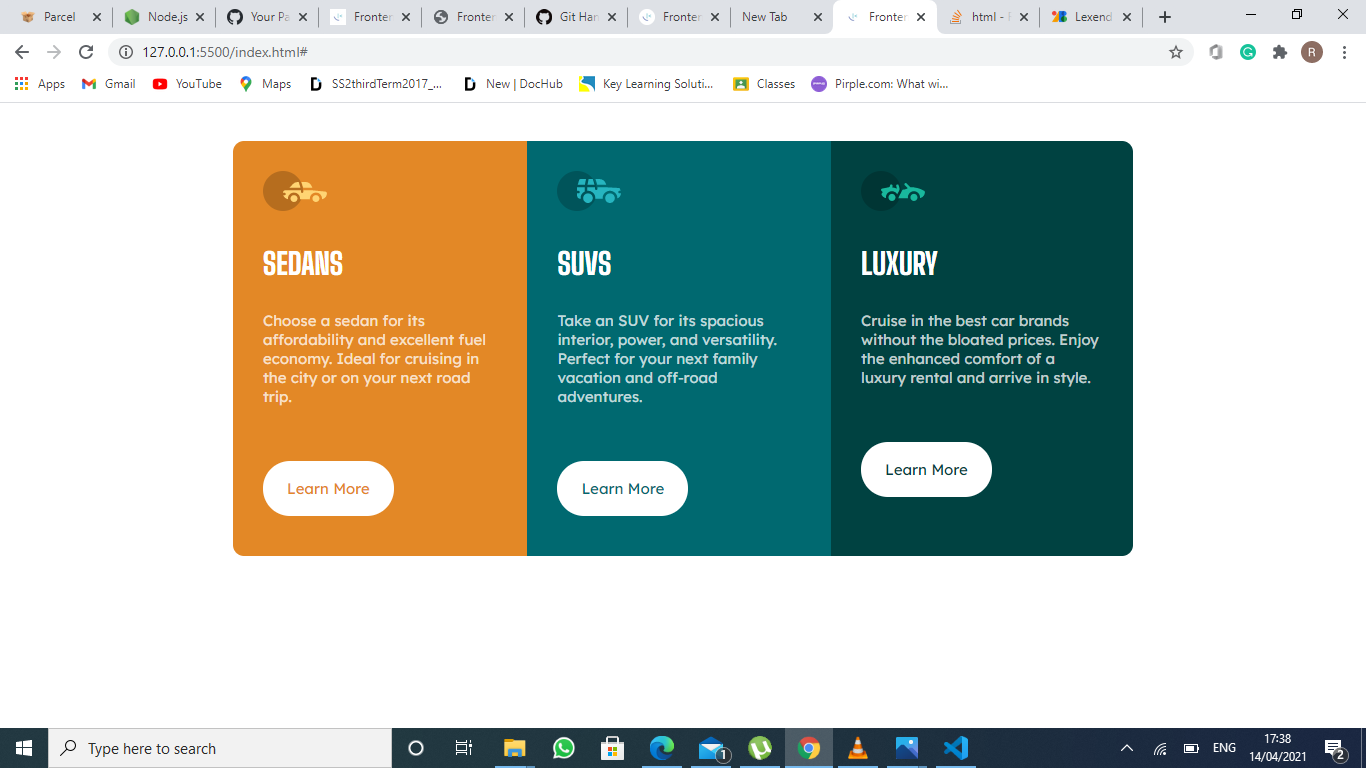 Parcel
Node.js
Your Pa
Fronter
Fronter
Git Han
Fronter
New Tab
Fronter
html - F
Lexend
127.0.0.1:5500/index.html#
R
Apps
Gmail
YouTube
Maps
SS2thirdTerm2017_...
New | DocHub
Key Learning Soluti...
Classes
Pirple.com: What wi...
SEDANS
Choose a sedan for its
affordability and excellent fuel
economy. Ideal for cruising in
the city or on your next road
trip.
Learn More
SUVS
Take an SUV for its spacious
interior, power, and versatility.
Perfect for your next family
vacation and off-road
adventures.
Learn More
LUXURY
Cruise in the best car brands
without the bloated prices. Enjoy
the enhanced comfort of a
luxury rental and arrive in style.
Learn More
Type here to search
1
ENG
17:38
14/04/2021
2